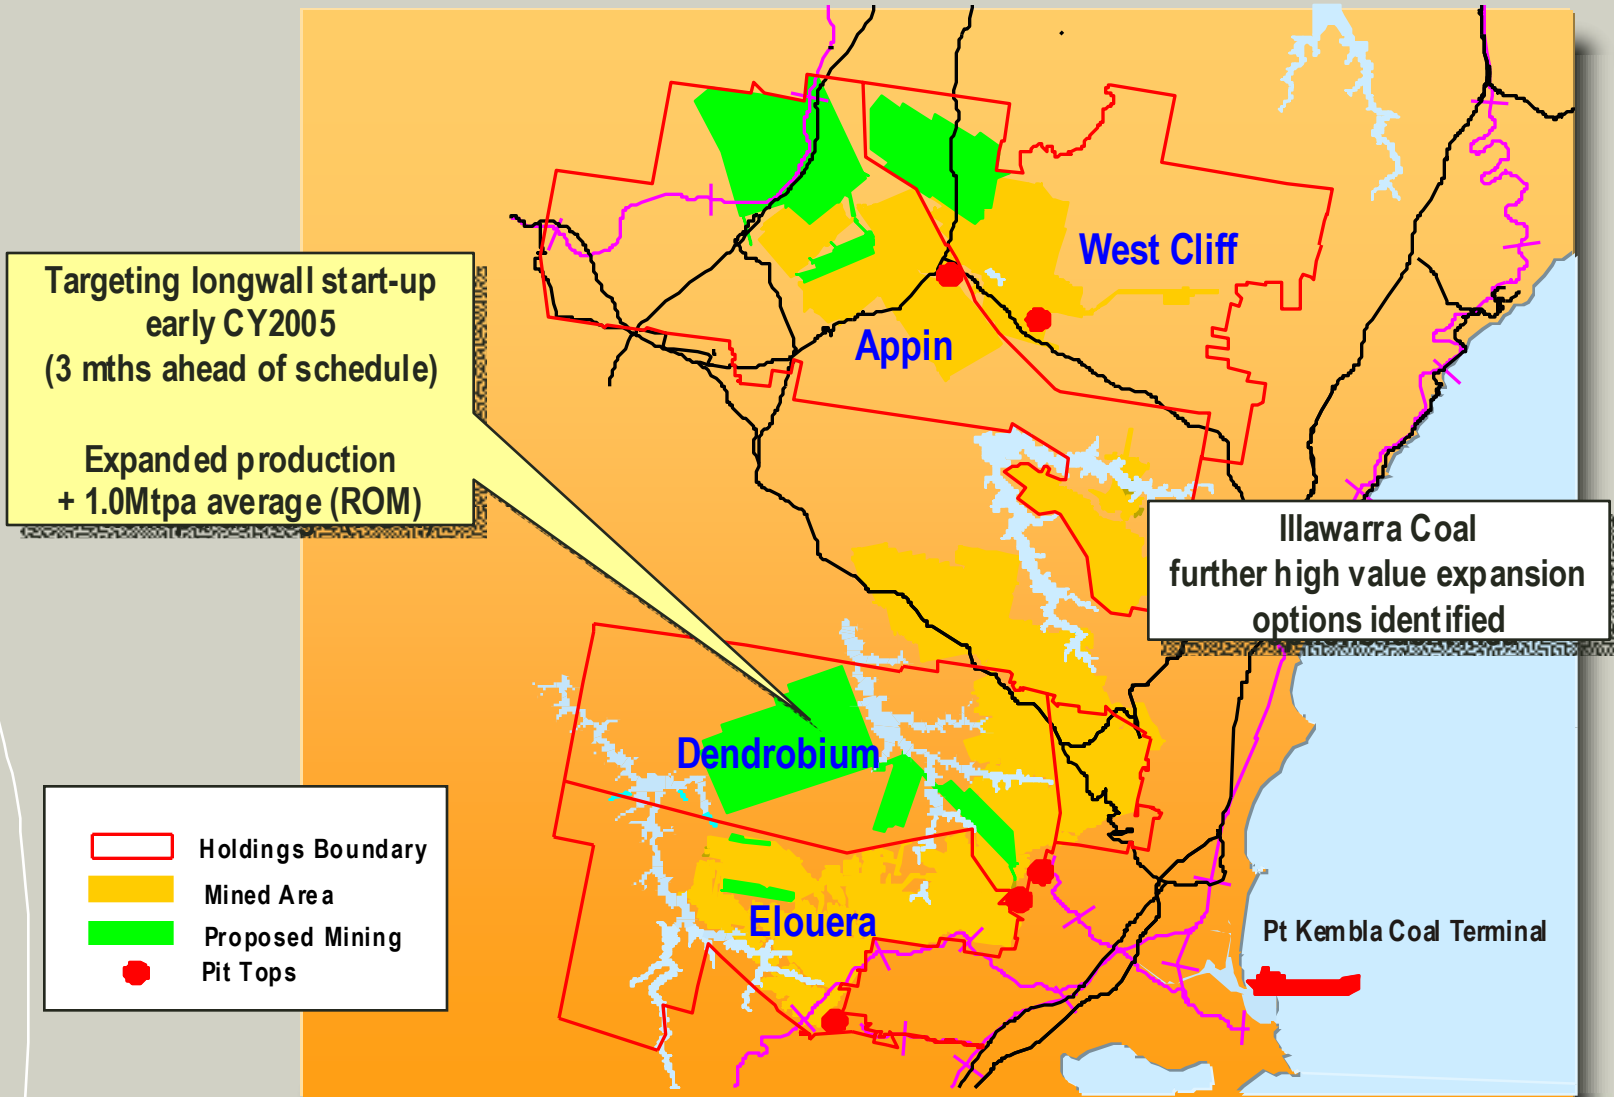 West Cliff
Targeting longwall start-up
early CY2005
(3 mths ahead of schedule)
Expanded production
+ 1.0Mtpa average (ROM)
Appin
Illawarra Coal
further high value expansion
options identified
Dendrobium
Elouera
Holdings Boundary
Mined Area
Proposed Mining
Pit Tops
Pt Kembla Coal Terminal